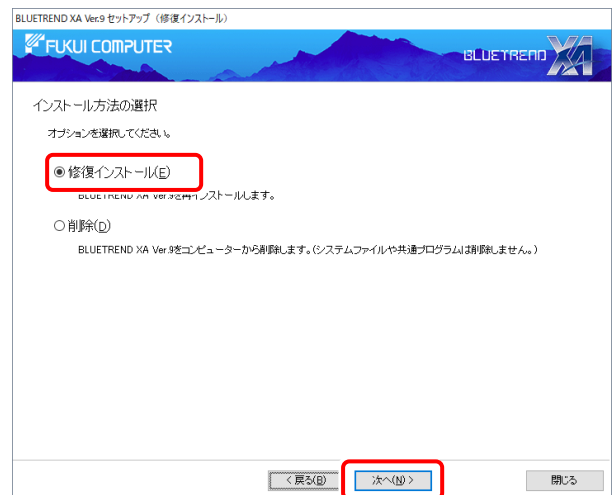 BLUETREND XA Ver.9 セットアップ（修復インストール）
FUKUI COMPUTER
BLUETREND XA
インストール方法の選択
オプションを選択してください。
修復インストール(E)
BLUETREND XA Ver.9を再インストールします。
削除(D)
BLUETREND XA Ver.9をコンピューターから削除します。(システムファイルや共通プログラムは削除しません。)
< 戻る(B) 次へ(N) > 閉じる